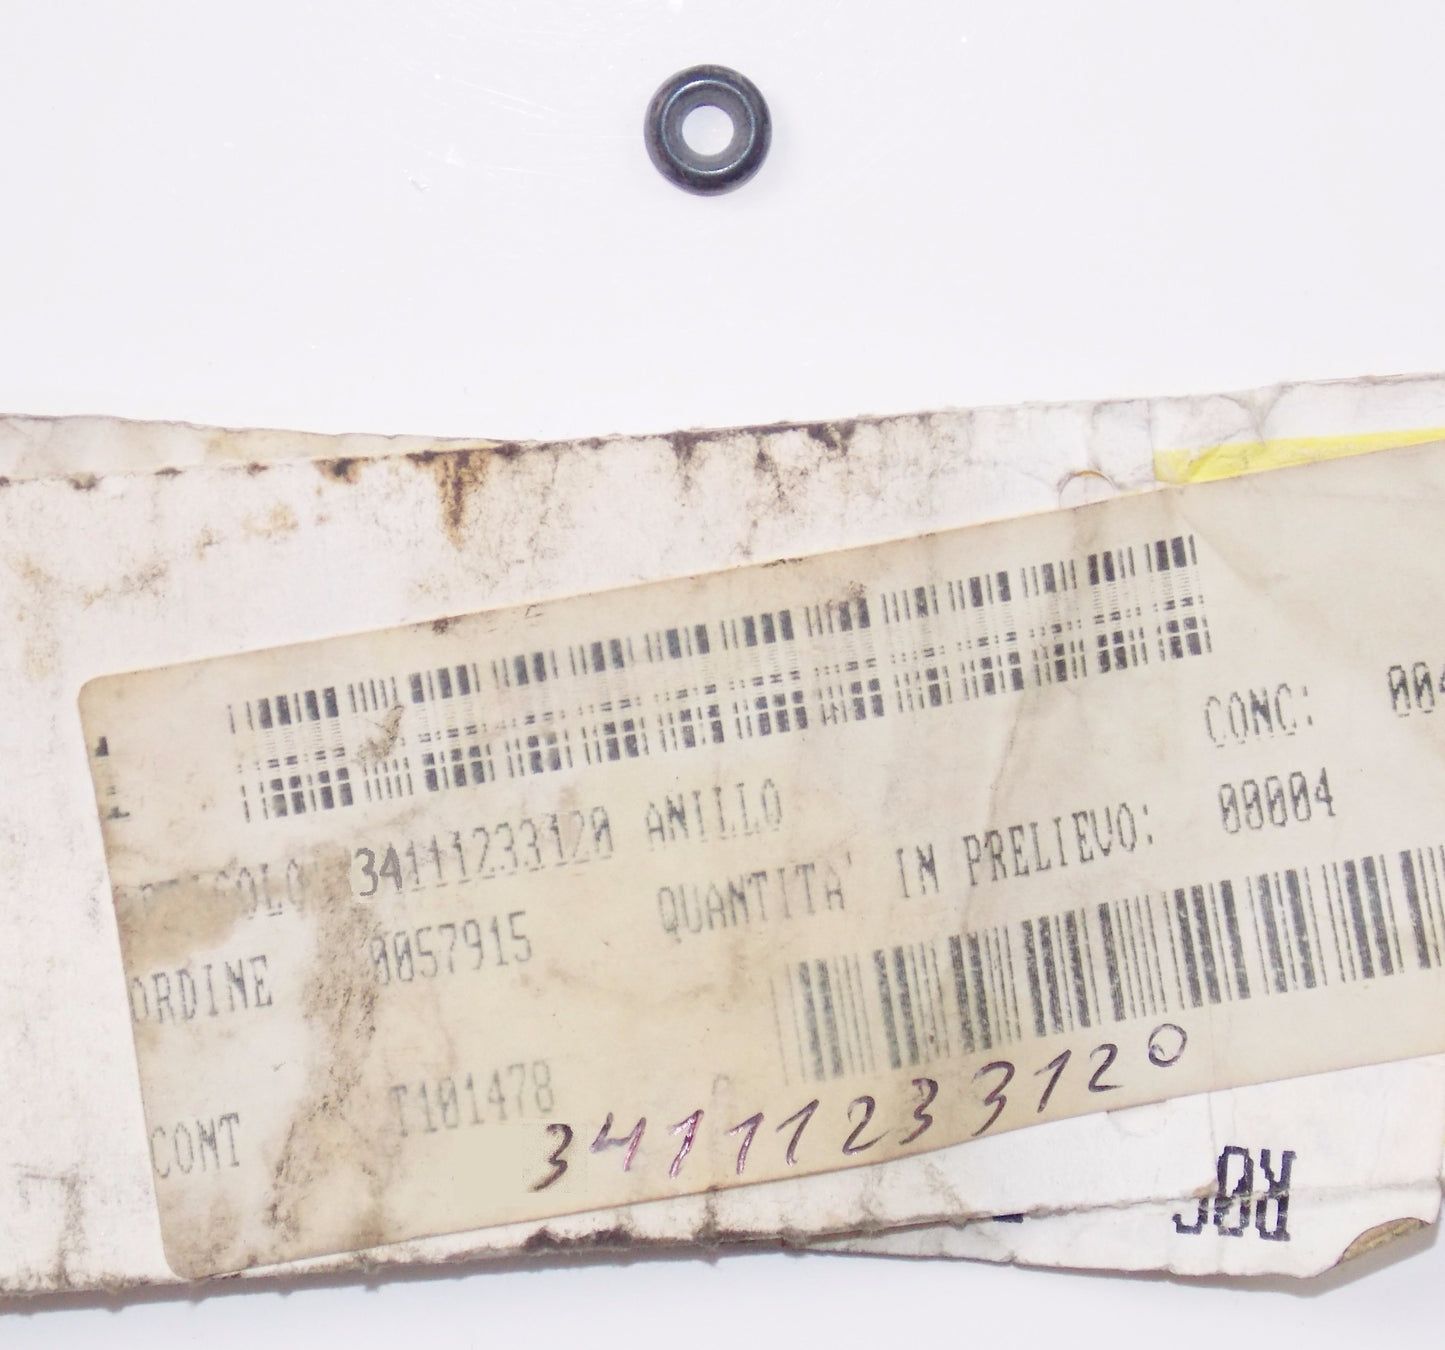 CONC:
34111233120 ANILLO
QUANTITA' IN PRELIEVO: 00004
ORDINE 0057915
CONT T101478
34111233120